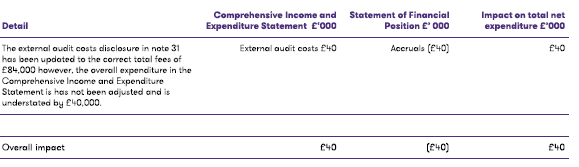 Detail
Comprehensive Income and Expenditure Statement £'000
Statement of Financial Position £' 000
Impact on total net expenditure £'000
The external audit costs disclosure in note 31
has been updated to the correct total fees of
£84,000 however, the overall expenditure in the
Comprehensive Income and Expenditure
Statement is has not been adjusted and is
understated by £40,000.
External audit costs £40
Accruals (£40)
£40
Overall impact £40 (£40) £40